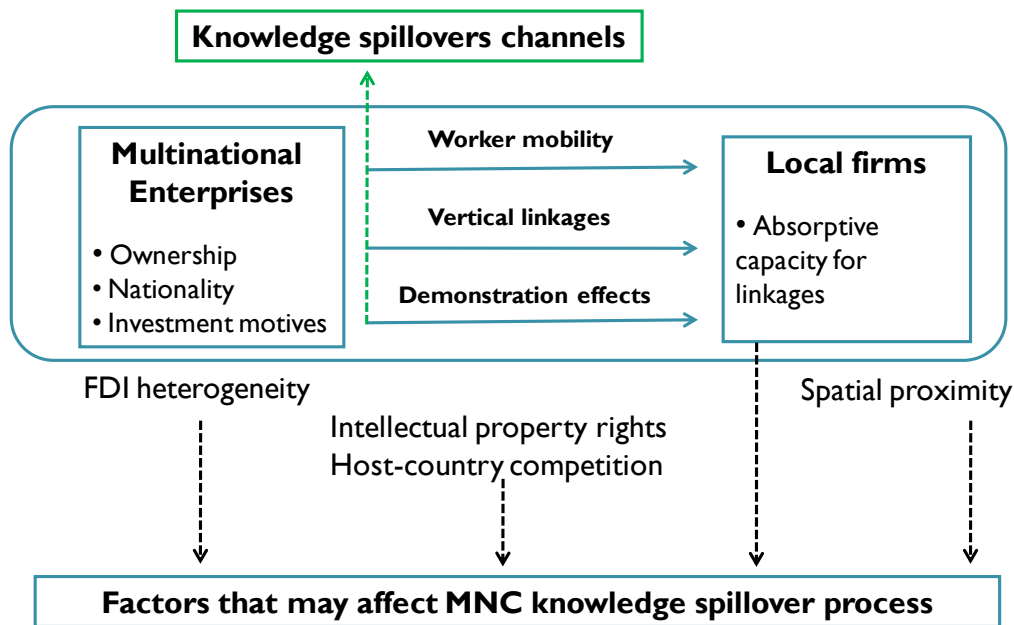 Knowledge spillovers channels
Multinational
Enterprises
• Ownership
• Nationality
• Investment motives
Worker mobility
Vertical linkages
Demonstration effects
Local firms
• Absorptive
capacity for
linkages
FDI heterogeneity
Intellectual property rights
Host-country competition
Spatial proximity
Factors that may affect MNC knowledge spillover process